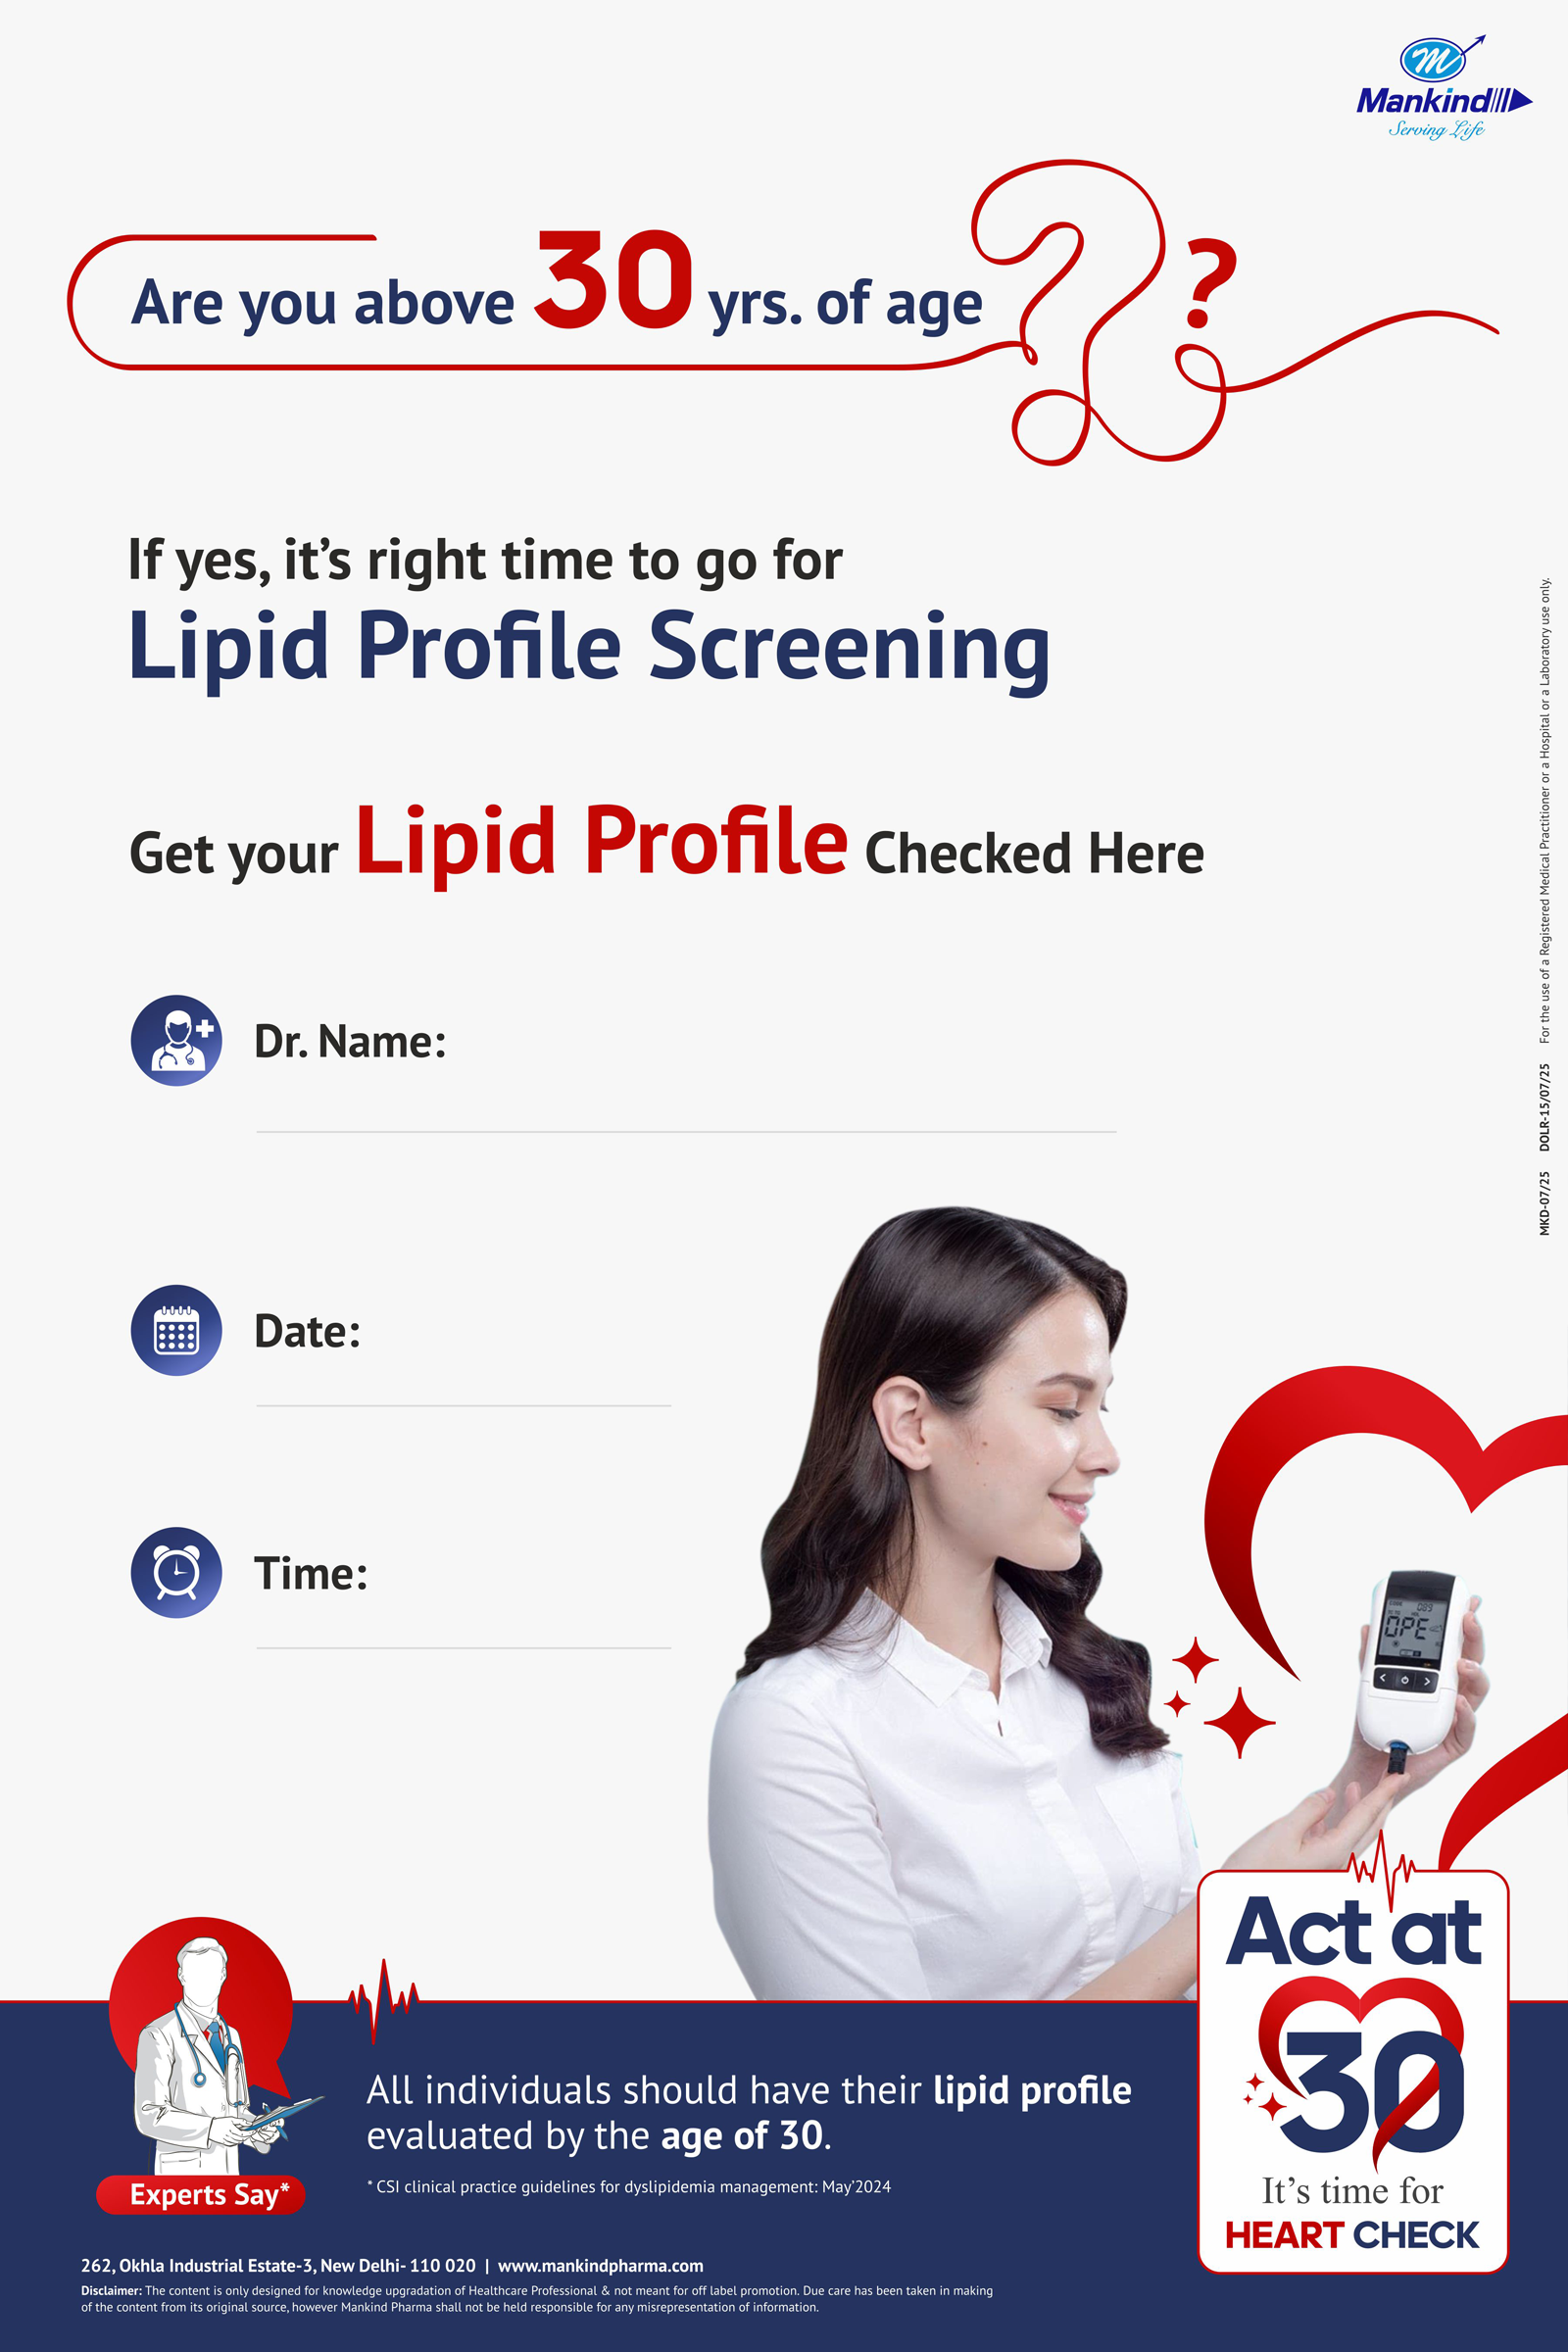 Mankind
Serving Life
Are you above 30 yrs. of age ?
If yes, it's right time to go for
Lipid Profile Screening
Get your Lipid Profile Checked Here
Dr. Name:
Date:
Time:
For the use of a Registered Medical Practitioner or a Hospital or a Laboratory use only.
MKD-07/25 DOLR-15/07/25
Act at
30
It's time for
HEART CHECK
Experts Say*
All individuals should have their lipid profile
evaluated by the age of 30.
* CSI clinical practice guidelines for dyslipidemia management: May'2024
262, Okhla Industrial Estate-3, New Delhi- 110 020 | www.mankindpharma.com
Disclaimer: The content is only designed for knowledge upgradation of Healthcare Professional & not meant for off label promotion. Due care has been taken in making
of the content from its original source, however Mankind Pharma shall not be held responsible for any misrepresentation of information.